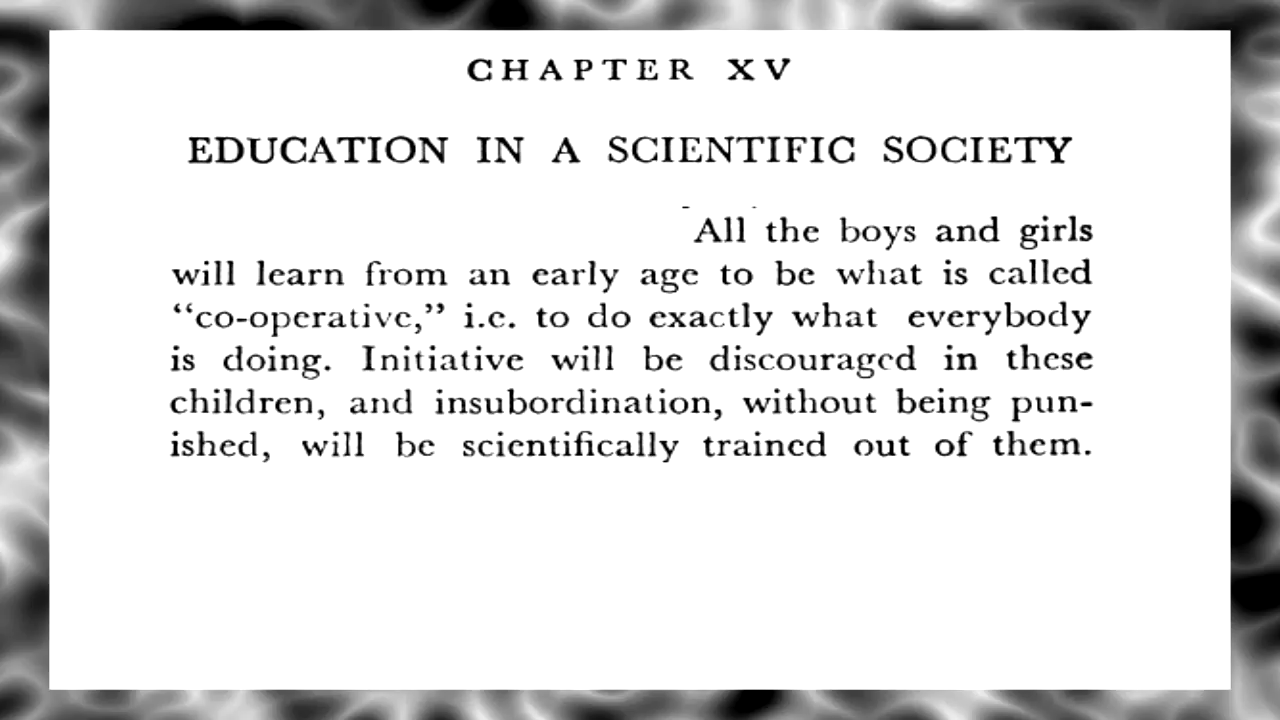 CHAPTER XV
EDUCATION IN A SCIENTIFIC SOCIETY
All the boys and girls
will learn from an early age to be what is called
“co-operative,” i.e. to do exactly what everybody
is doing. Initiative will be discouraged in these
children, and insubordination, without being pun-
ished, will be scientifically trained out of them.